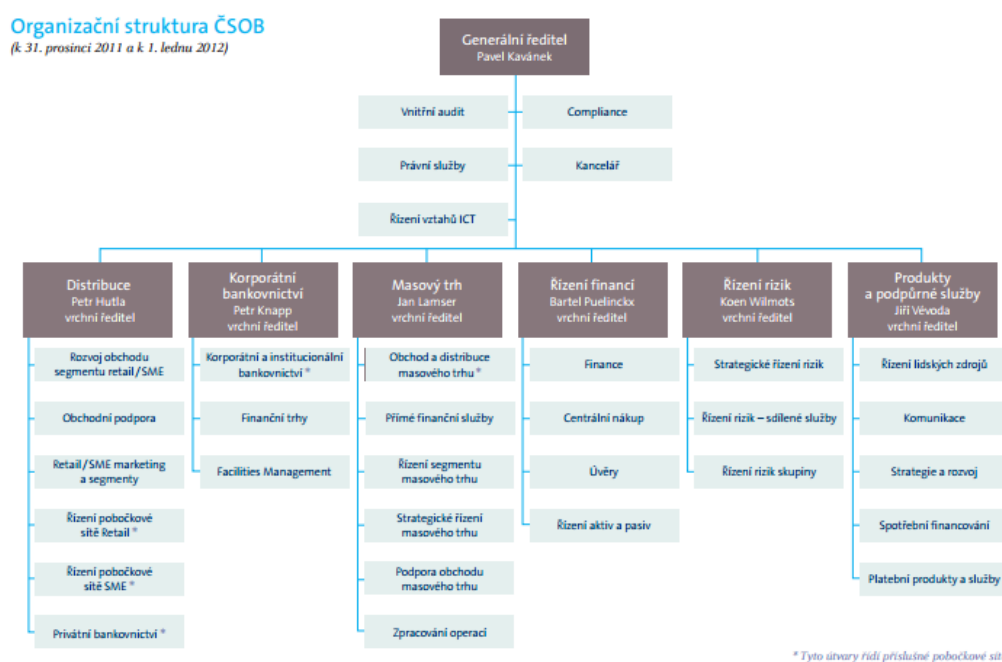 Organizační struktura ČSOB
(k 31. prosinci 2011 a k 1. lednu 2012)
Generální ředitel
Pavel Kavánek
Vnitřní audit
Compliance
Právní služby
Kancelář
Řízení vztahů ICT
Distribuce
Petr Hutla
vrchní ředitel
Rozvoj obchodu
segmentu retail/SME
Obchodní podpora
Retail/SME marketing
a segmenty
Řízení pobočkové
sítě Retail *
Řízení pobočkové
sítě SME *
Privátní bankovnictví *
Korporátní
bankovnictví
Petr Knapp
vrchní ředitel
Korporátní a institucionální
bankovnictví *
Finanční trhy
Facilities Management
Masový trh
Jan Lamser
vrchní ředitel
Obchod a distribuce
masového trhu *
Přímé finanční služby
Řízení segmentu
masového trhu
Strategické řízení
masového trhu
Podpora obchodu
masového trhu
Zpracování operací
Řízení financí
Bartel Puelinckx
vrchní ředitel
Finance
Centrální nákup
Úvěry
Řízení aktiv a pasiv
Řízení rizik
Koen Wilmots
vrchní ředitel
Strategické řízení rizik
Řízení rizik – sdílené služby
Řízení rizik skupiny
Produkty
a podpůrné služby
Jiří Vévoda
vrchní ředitel
Řízení lidských zdrojů
Komunikace
Strategie a rozvoj
Spotřební financování
Platební produkty a služby
* Tyto útvary řídí příslušné pobočkové sít